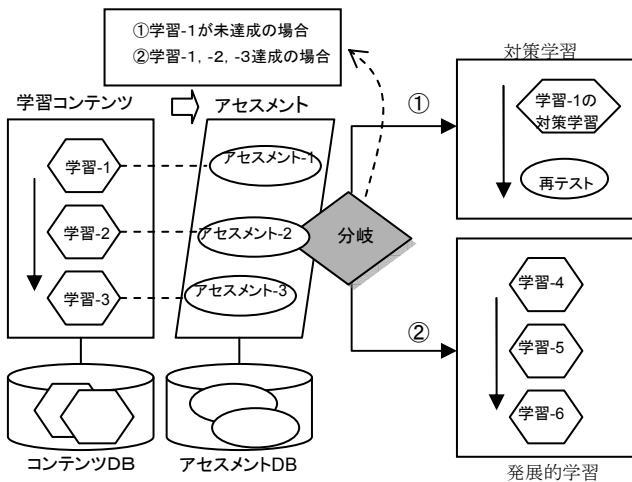 ①学習-1が未達成の場合
②学習-1, -2, -3達成の場合
学習コンテンツ
アセスメント
学習-1
学習-2
学習-3
アセスメント-1
アセスメント-2
アセスメント-3
分岐
コンテンツDB
アセスメントDB
①
②
対策学習
学習-1の
対策学習
再テスト
学習-4
学習-5
学習-6
発展的学習